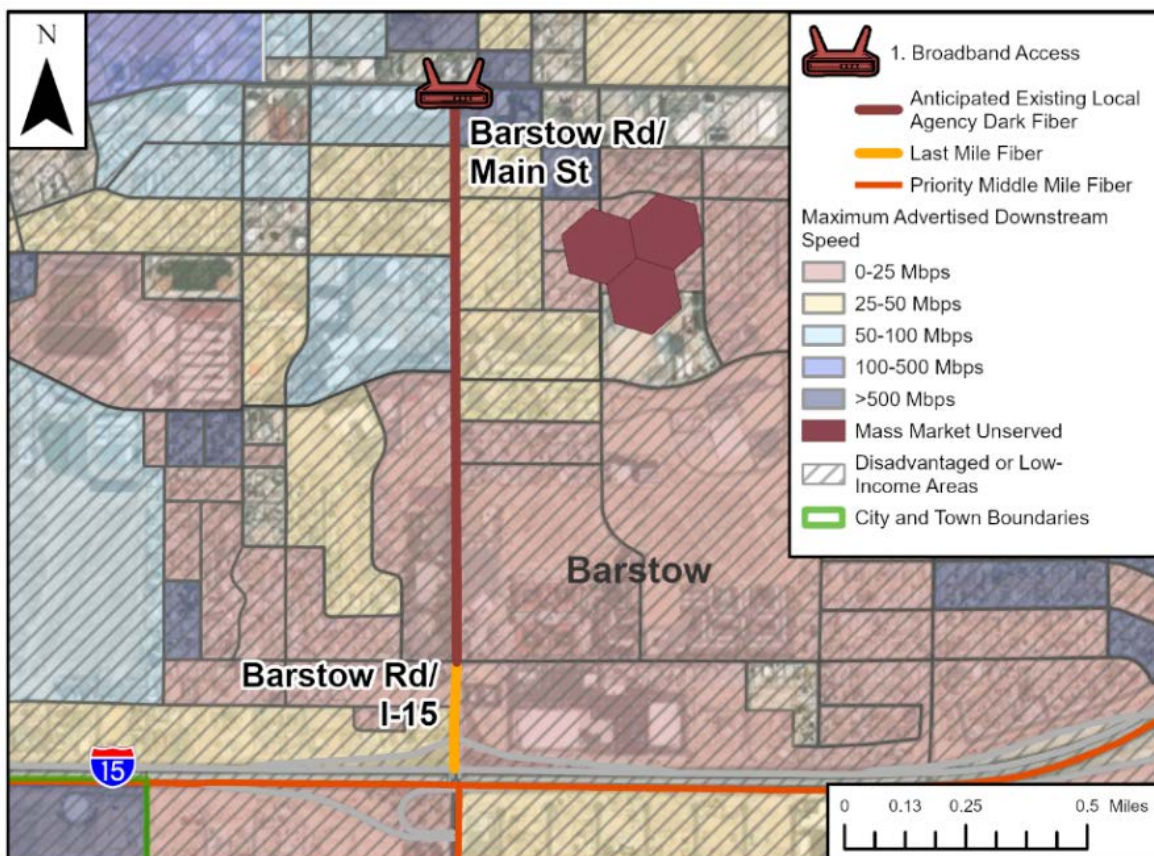 N
Barstow Rd/
Main St
Barstow
Barstow Rd/
I-15
15
1. Broadband Access
Anticipated Existing Local
Agency Dark Fiber
Last Mile Fiber
Priority Middle Mile Fiber
Maximum Advertised Downstream
Speed
0-25 Mbps
25-50 Mbps
50-100 Mbps
100-500 Mbps
>500 Mbps
Mass Market Unserved
Disadvantaged or Low-
Income Areas
City and Town Boundaries
0 0.13 0.25 0.5 Miles